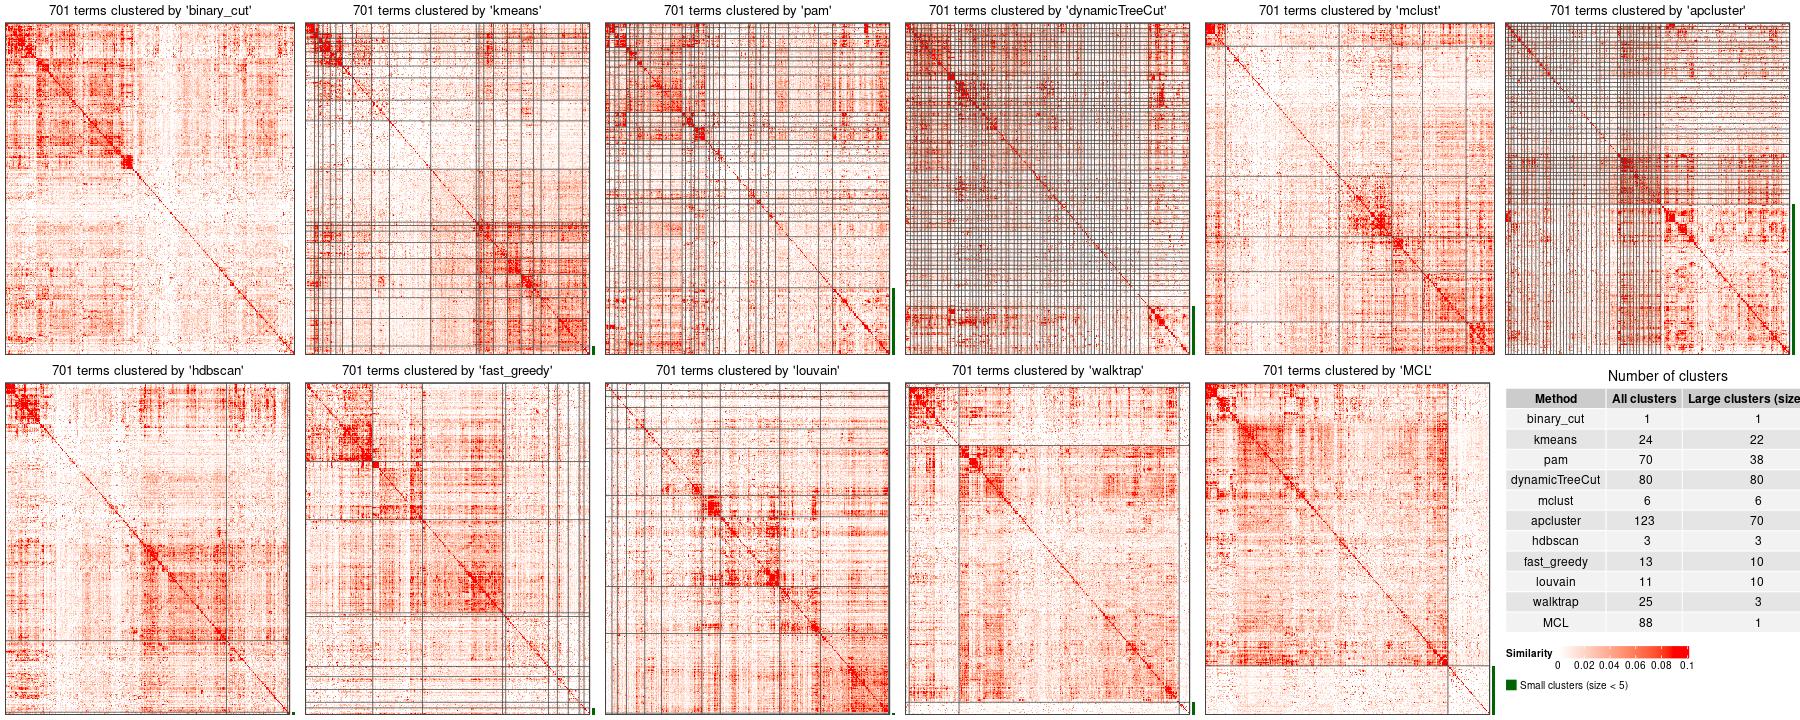 701 terms clustered by 'binary_cut'
701 terms clustered by 'kmeans'
701 terms clustered by 'pam'
701 terms clustered by 'dynamicTreeCut'
701 terms clustered by 'mclust'
701 terms clustered by 'apcluster'
701 terms clustered by 'hdbscan'
701 terms clustered by 'fast_greedy'
701 terms clustered by 'louvain'
701 terms clustered by 'walktrap'
701 terms clustered by 'MCL'
Number of clusters
Method All clusters Large clusters (size
binary_cut 1 1
kmeans 24 22
pam 70 38
dynamicTreeCut 80 80
mclust 6 6
apcluster 123 70
hdbscan 3 3
fast_greedy 13 10
louvain 11 10
walktrap 25 3
MCL 88 1
Similarity
0 0.02 0.04 0.06 0.08 0.1
Small clusters (size < 5)